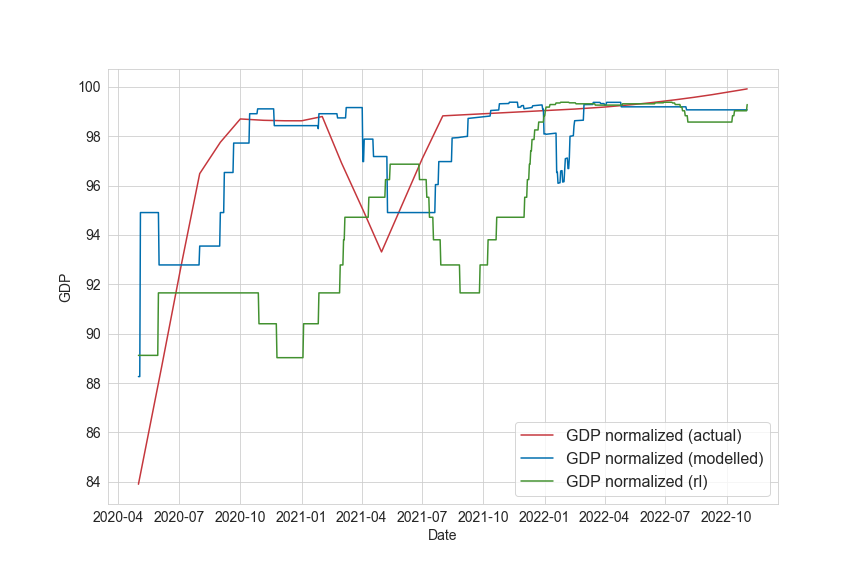 100
98
96
94
92
90
88
86
84
GDP
GDP normalized (actual)
GDP normalized (modelled)
GDP normalized (rl)
2020-04 2020-07 2020-10 2021-01 2021-04 2021-07 2021-10 2022-01 2022-04 2022-07 2022-10
Date